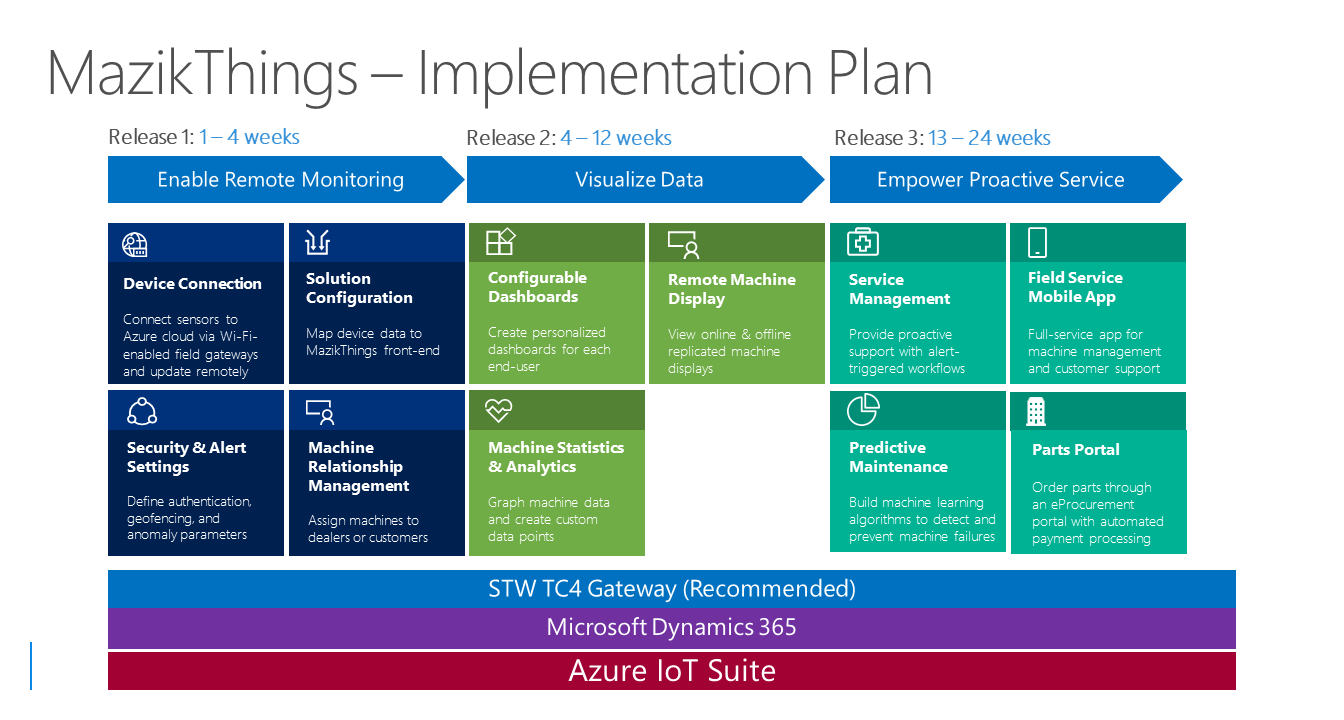 MazikThings – Implementation Plan
Release 1: 1 – 4 weeks
Release 2: 4 – 12 weeks
Release 3: 13 – 24 weeks
Enable Remote Monitoring
Visualize Data
Empower Proactive Service
Device Connection
Connect sensors to
Azure cloud via Wi-Fi-
enabled field gateways
and update remotely
Solution
Configuration
Map device data to
MazikThings front-end
Configurable
Dashboards
Create personalized
dashboards for each
end-user
Remote Machine
Display
View online & offline
replicated machine
displays
Service
Management
Provide proactive
support with alert-
triggered workflows
Field Service
Mobile App
Full-service app for
machine management
and customer support
Security & Alert
Settings
Define authentication,
geofencing, and
anomaly parameters
Machine
Relationship
Management
Assign machines to
dealers or customers
Machine Statistics
& Analytics
Graph machine data
and create custom
data points
Predictive
Maintenance
Build machine learning
algorithms to detect and
prevent machine failures
Parts Portal
Order parts through
an eProcurement
portal with automated
payment processing
STW TC4 Gateway (Recommended)
Microsoft Dynamics 365
Azure IoT Suite